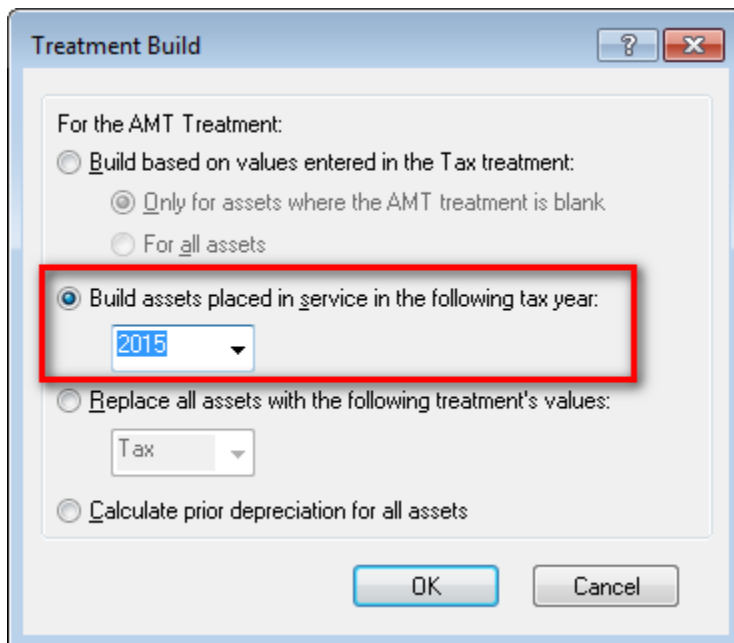 Treatment Build
For the AMT Treatment:
Build based on values entered in the Tax treatment:
Only for assets where the AMT treatment is blank
For all assets
Build assets placed in service in the following tax year:
2015
Replace all assets with the following treatment's values:
Tax
Calculate prior depreciation for all assets
OK Cancel